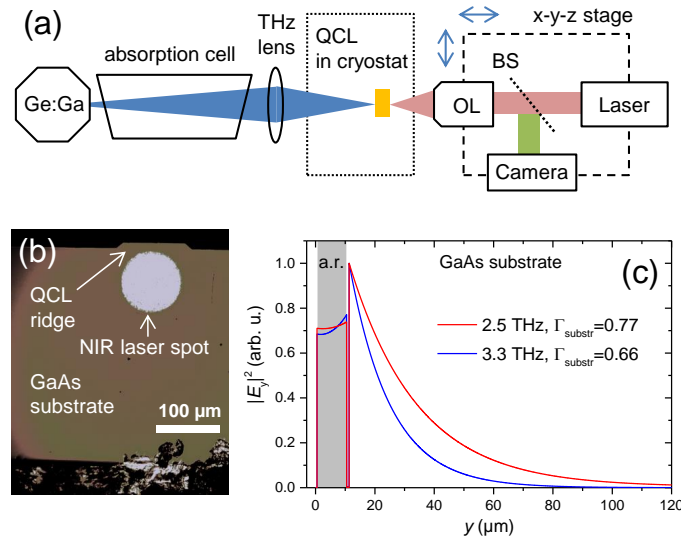 (a)
absorption cell
THz
lens
QCL
in cryostat
x-y-z stage
BS
Ge:Ga
OL
Laser
Camera
(b)
QCL
ridge
NIR laser spot
GaAs
substrate
100 µm
(c)
a.r.
GaAs substrate
2.5 THz, Γsubstr=0.77
3.3 THz, Γsubstr=0.66
|Ey|² (arb. u.)
1.0
0.8
0.6
0.4
0.2
0.0
0 20 40 60 80 100 120
y (µm)